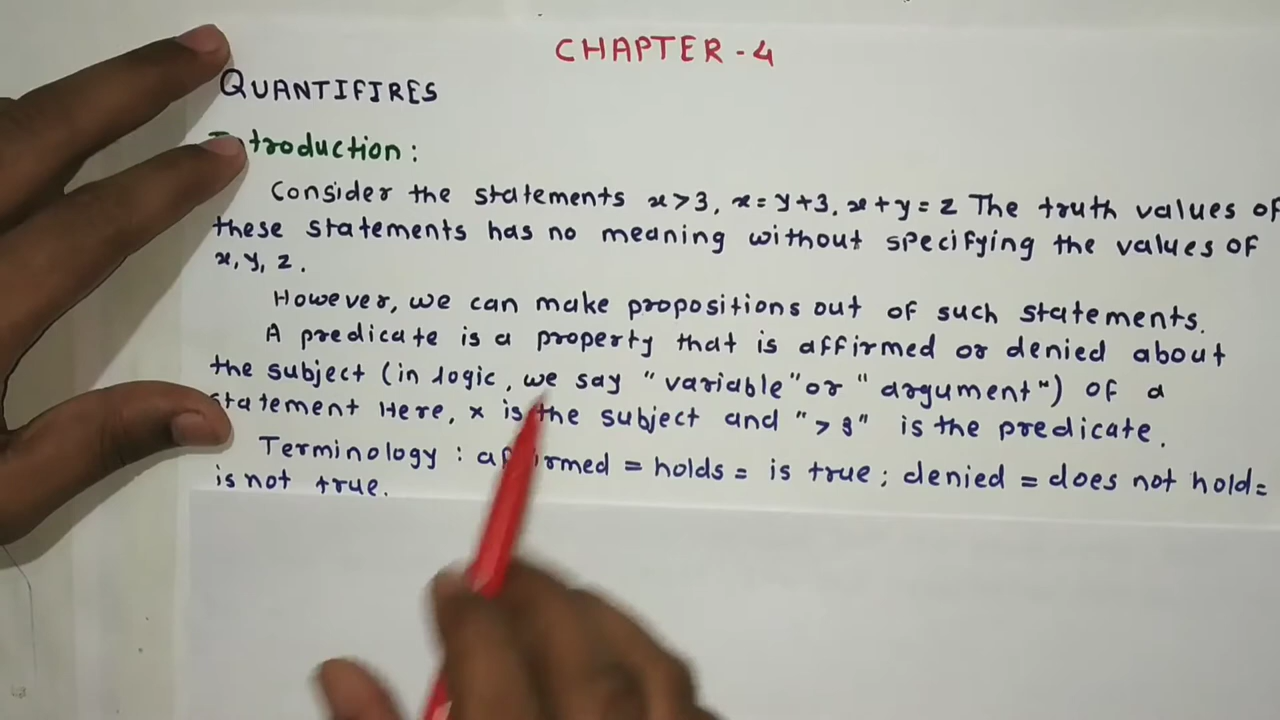 CHAPTER - 4
QUANTIFIRES
Introduction :
Consider the statements x > 3, x = y + 3, x + y = z The truth values of
these statements has no meaning without specifying the values of
x, y, z.
However, we can make propositions out of such statements.
A predicate is a property that is affirmed or denied about
the subject (in logic, we say "variable" or "argument") of a
statement Here, x is the subject and "> 3" is the predicate.
Terminology : affirmed = holds = is true ; denied = does not hold =
is not true.